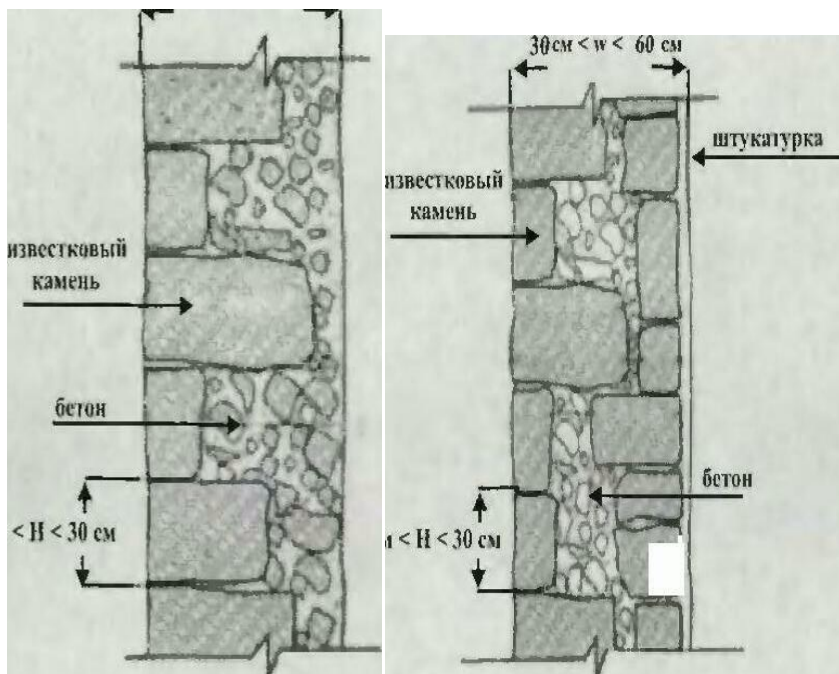 известковый
камень
бетон
< H < 30 см
30 см < w < 60 см
штукатурка
известковый
камень
бетон
< H < 30 см